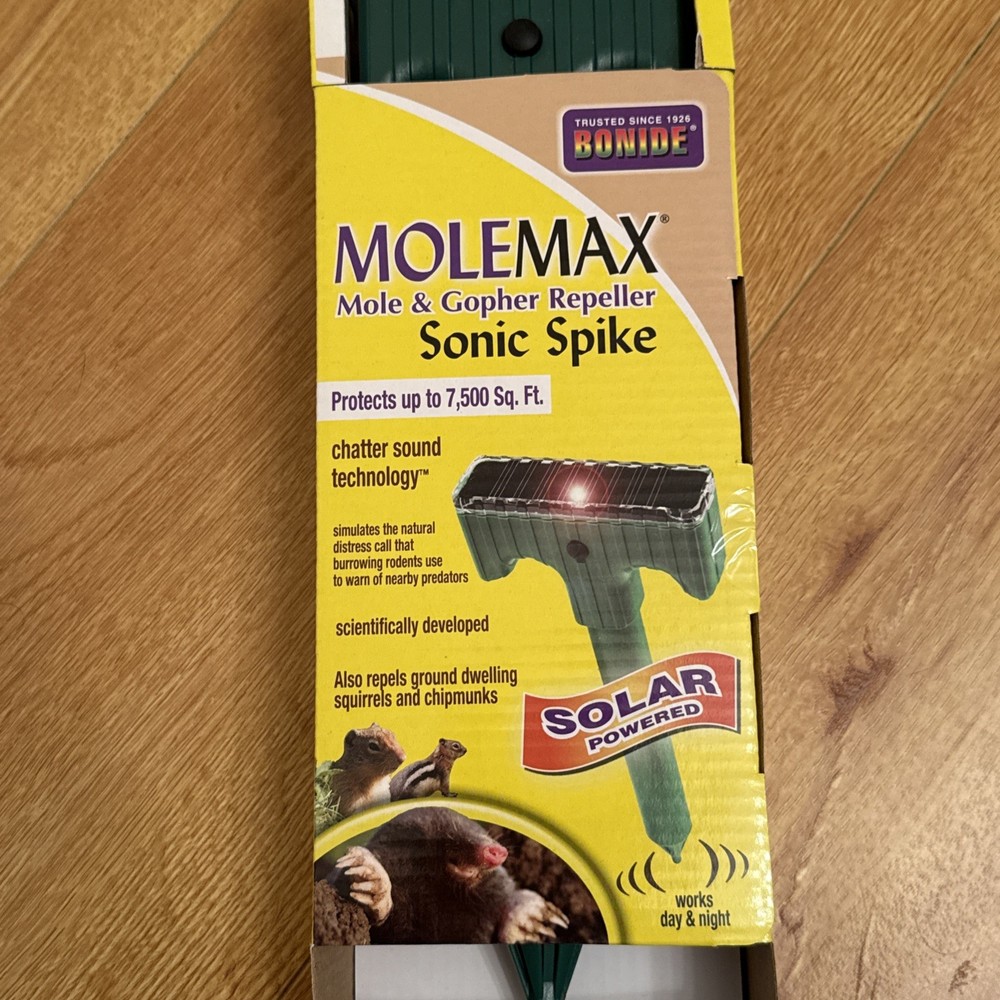 TRUSTED SINCE 1926
BONIDE®
MOLEMAX®
Mole & Gopher Repeller
Sonic Spike
Protects up to 7,500 Sq. Ft.
chatter sound
technology™
simulates the natural
distress call that
burrowing rodents use
to warn of nearby predators
scientifically developed
Also repels ground dwelling
squirrels and chipmunks
SOLAR
POWERED
works
day & night